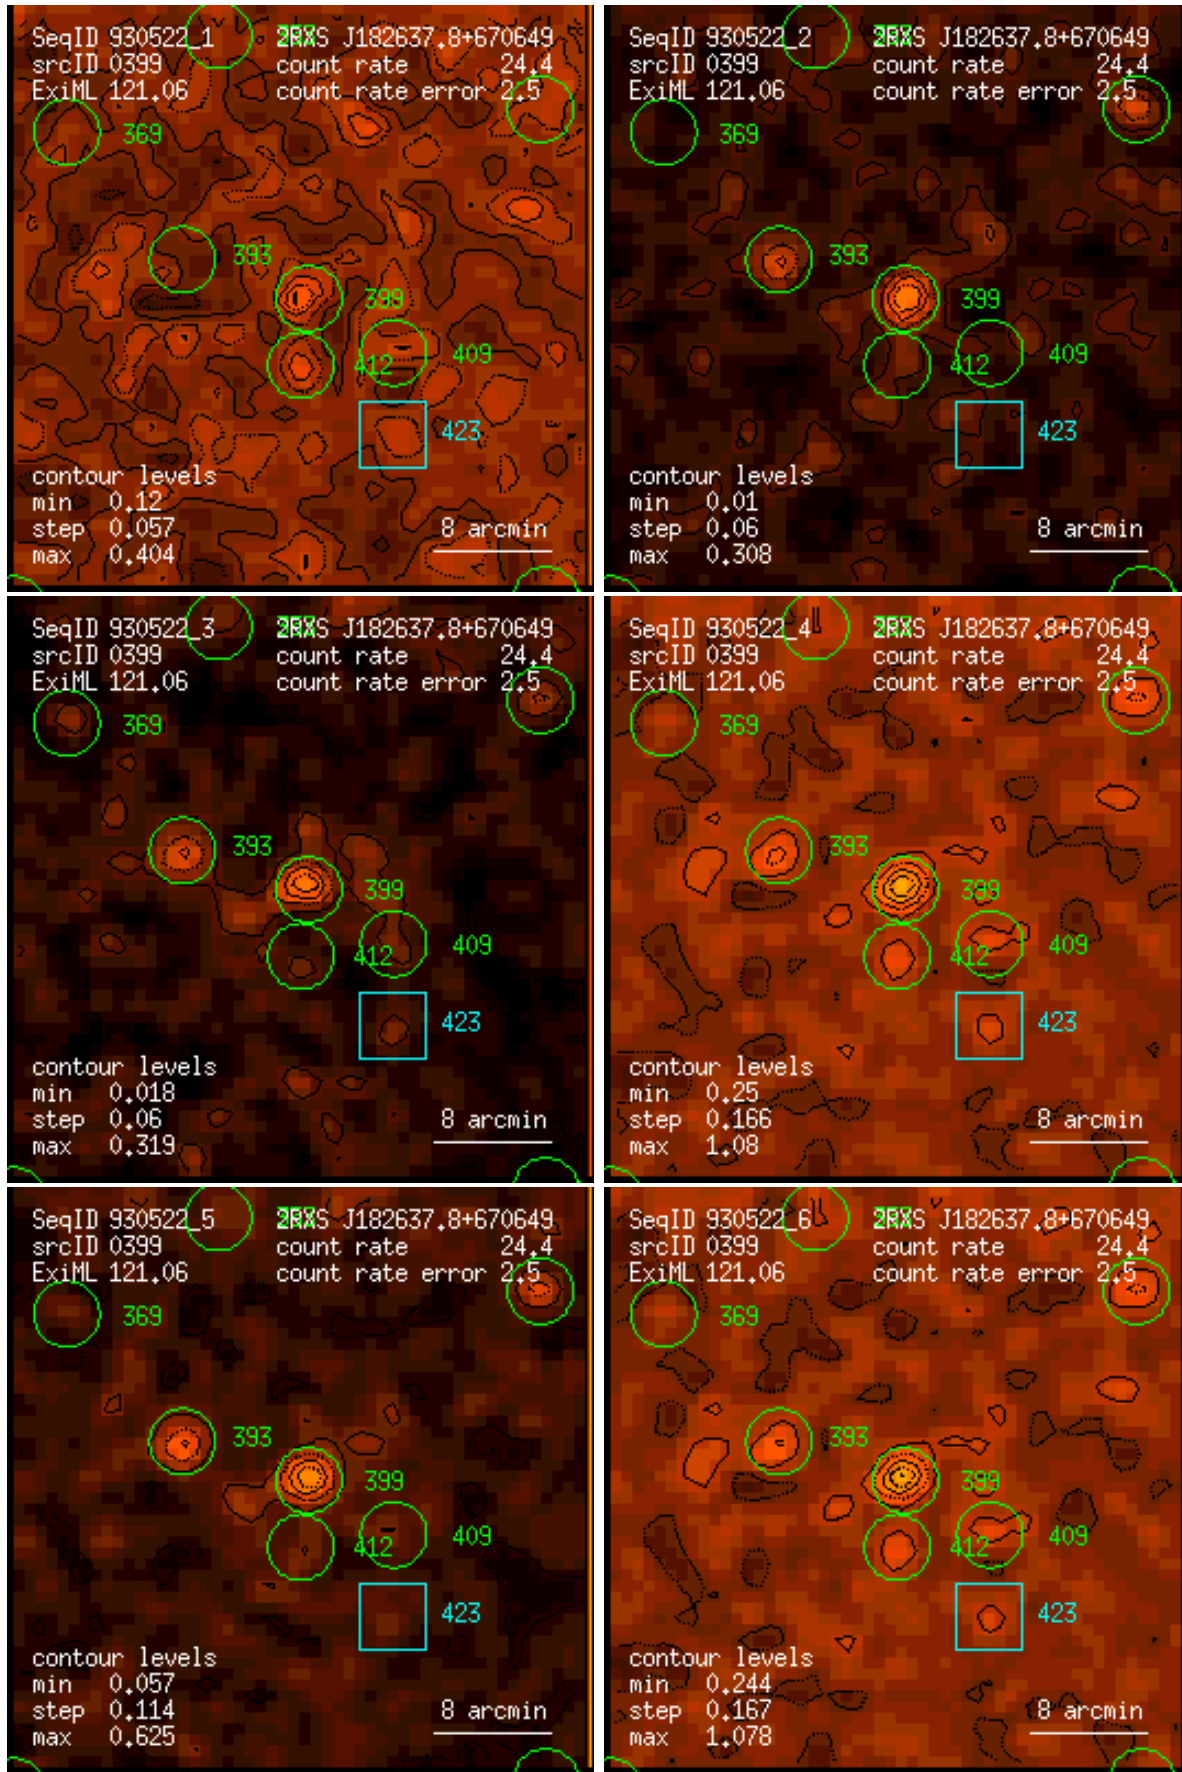 SeqID 930522_1 2RXS J182637.8+670649
srcID 0399 count rate 24.4
ExiML 121.06 count rate error 2.5
369
393
399
409
412
423
contour levels
min 0.12
step 0.057 8 arcmin
max 0.404
SeqID 930522_2 2RXS J182637.8+670649
srcID 0399 count rate 24.4
ExiML 121.06 count rate error 2.5
369
393
399
409
412
423
contour levels
min 0.01
step 0.06 8 arcmin
max 0.308
SeqID 930522_3 2RXS J182637.8+670649
srcID 0399 count rate 24.4
ExiML 121.06 count rate error 2.5
369
393
399
409
412
423
contour levels
min 0.018
step 0.06 8 arcmin
max 0.319
SeqID 930522_4 2RXS J182637.8+670649
srcID 0399 count rate 24.4
ExiML 121.06 count rate error 2.5
369
393
399
409
412
423
contour levels
min 0.25
step 0.166 8 arcmin
max 1.08
SeqID 930522_5 2RXS J182637.8+670649
srcID 0399 count rate 24.4
ExiML 121.06 count rate error 2.5
369
393
399
409
412
423
contour levels
min 0.057
step 0.114 8 arcmin
max 0.625
SeqID 930522_6 2RXS J182637.8+670649
srcID 0399 count rate 24.4
ExiML 121.06 count rate error 2.5
369
393
399
409
412
423
contour levels
min 0.244
step 0.167 8 arcmin
max 1.078